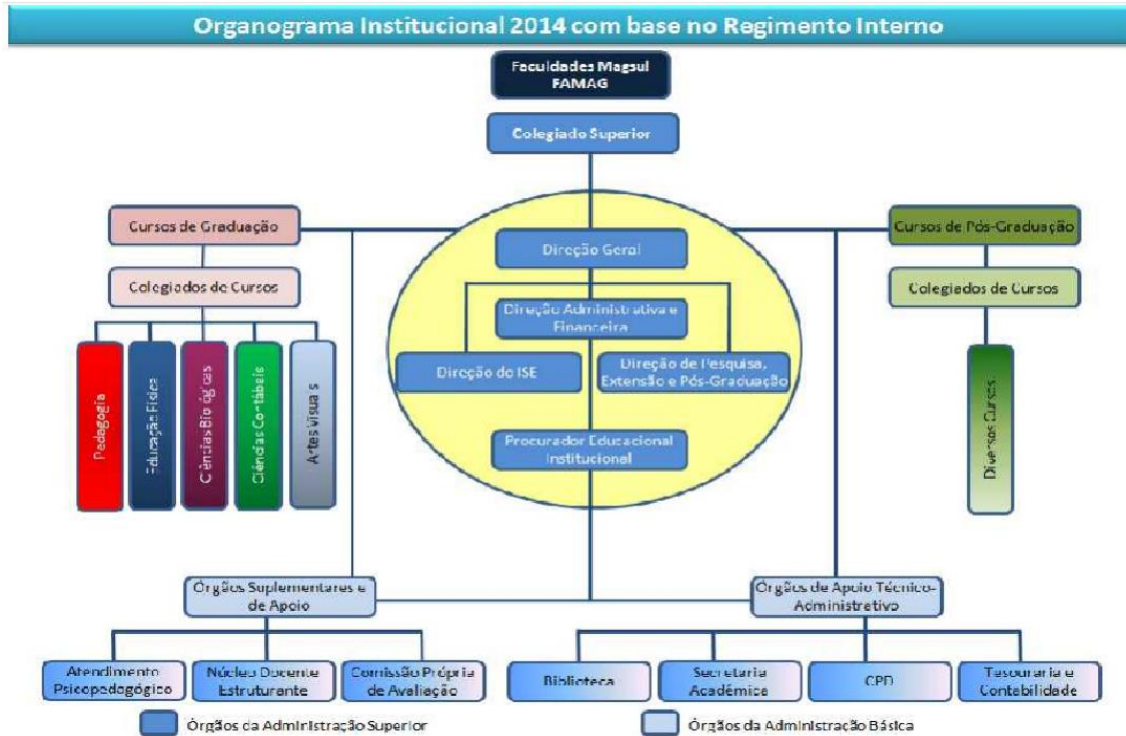 Organograma Institucional 2014 com base no Regimento Interno
Faculdades Magsul
FAMAG
Colegiado Superior
Cursos de Graduação
Cursos de Pós-Graduação
Direção Geral
Colegiados de Cursos
Colegiados de Cursos
Direção Administrativa e
Financeira
Direção do ISE
Direção de Pesquisa,
Extensão e Pós-Graduação
Pedagogia
Educação Física
Ciências Biológicas
Ciências Contábeis
Artes Visuais
Diversos Cursos
Procurador Educacional
Institucional
Órgãos Suplementares e
de Apoio
Órgãos de Apoio Técnico-
Administrativo
Atendimento
Psicopedagógico
Núcleo Docente
Estruturante
Comissão Própria
de Avaliação
Biblioteca
Secretaria
Acadêmica
CPD
Tesouraria e
Contabilidade
Órgãos da Administração Superior
Órgãos da Administração Básica